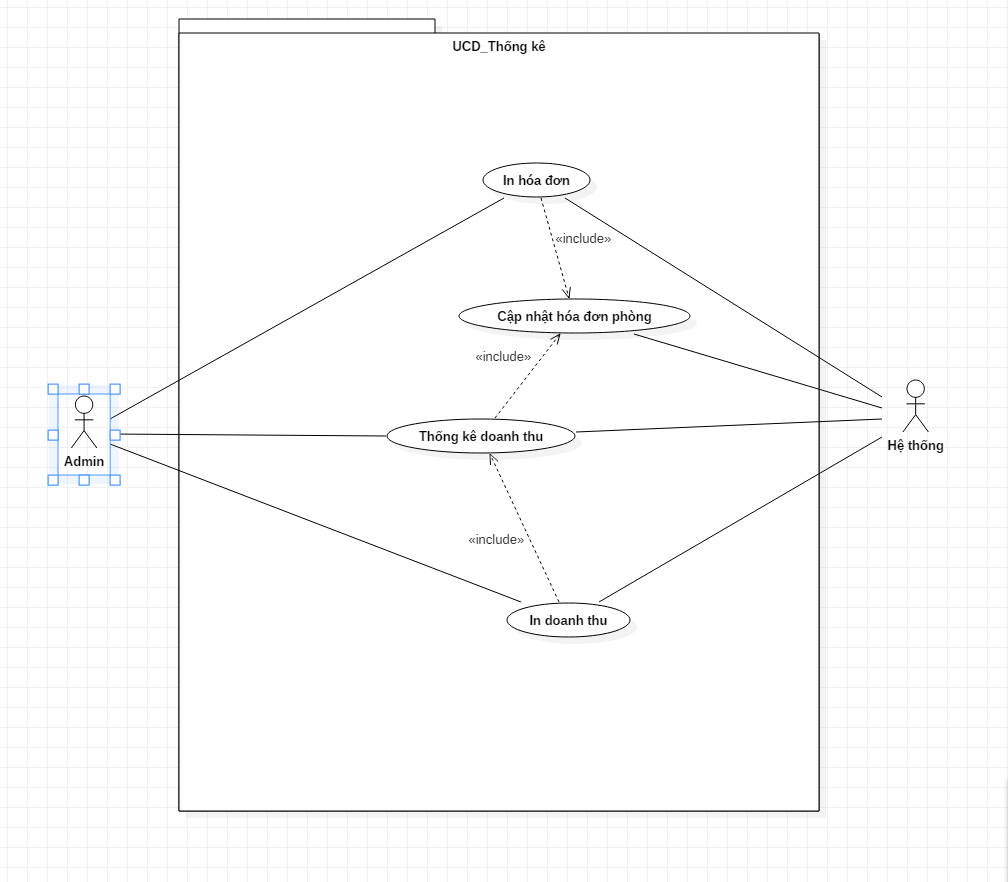 UCD_Thống kê
In hóa đơn
«include»
Cập nhật hóa đơn phòng
«include»
Thống kê doanh thu
Hệ thống
Admin
«include»
In doanh thu